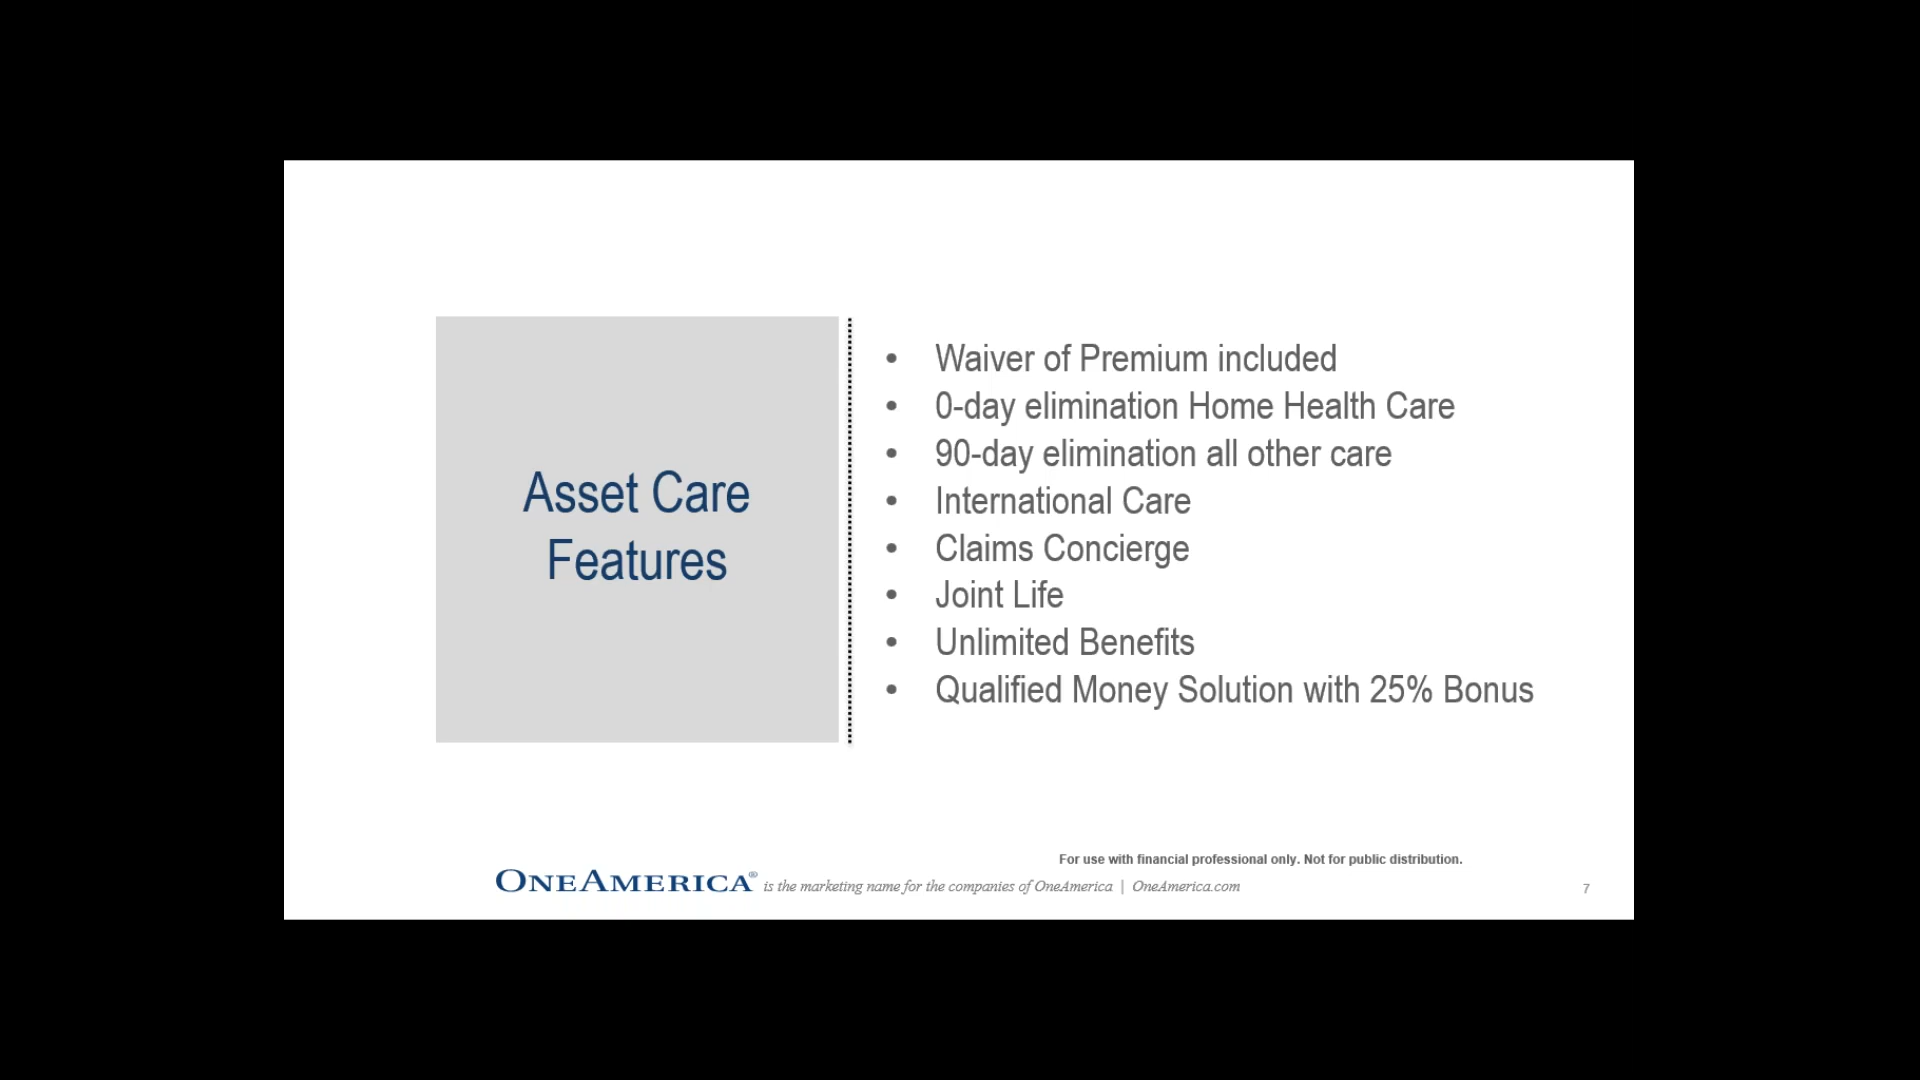 Asset Care
Features
• Waiver of Premium included
• 0-day elimination Home Health Care
• 90-day elimination all other care
• International Care
• Claims Concierge
• Joint Life
• Unlimited Benefits
• Qualified Money Solution with 25% Bonus
For use with financial professional only. Not for public distribution.
ONEAMERICA® is the marketing name for the companies of OneAmerica | OneAmerica.com
7